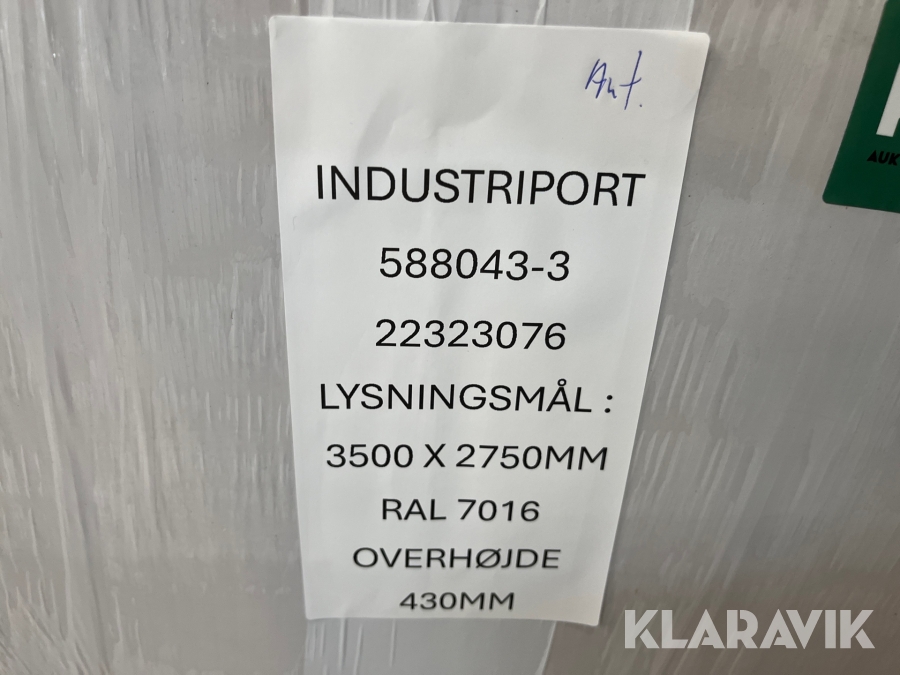 Aut.
INDUSTRIPORT
588043-3
22323076
LYSNINGSMÅL :
3500 X 2750MM
RAL 7016
OVERHØJDE
430MM
KLARAVIK